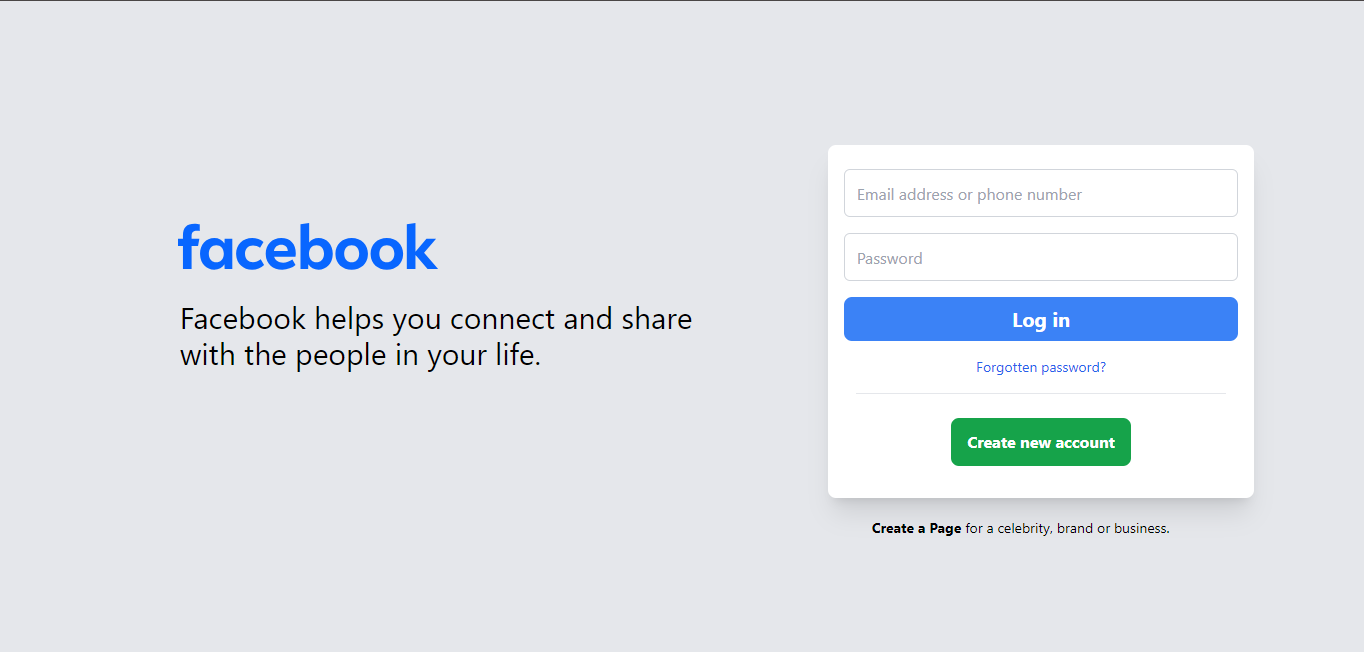 facebook
Facebook helps you connect and share
with the people in your life.
Email address or phone number
Password
Log in
Forgotten password?
Create new account
Create a Page for a celebrity, brand or business.